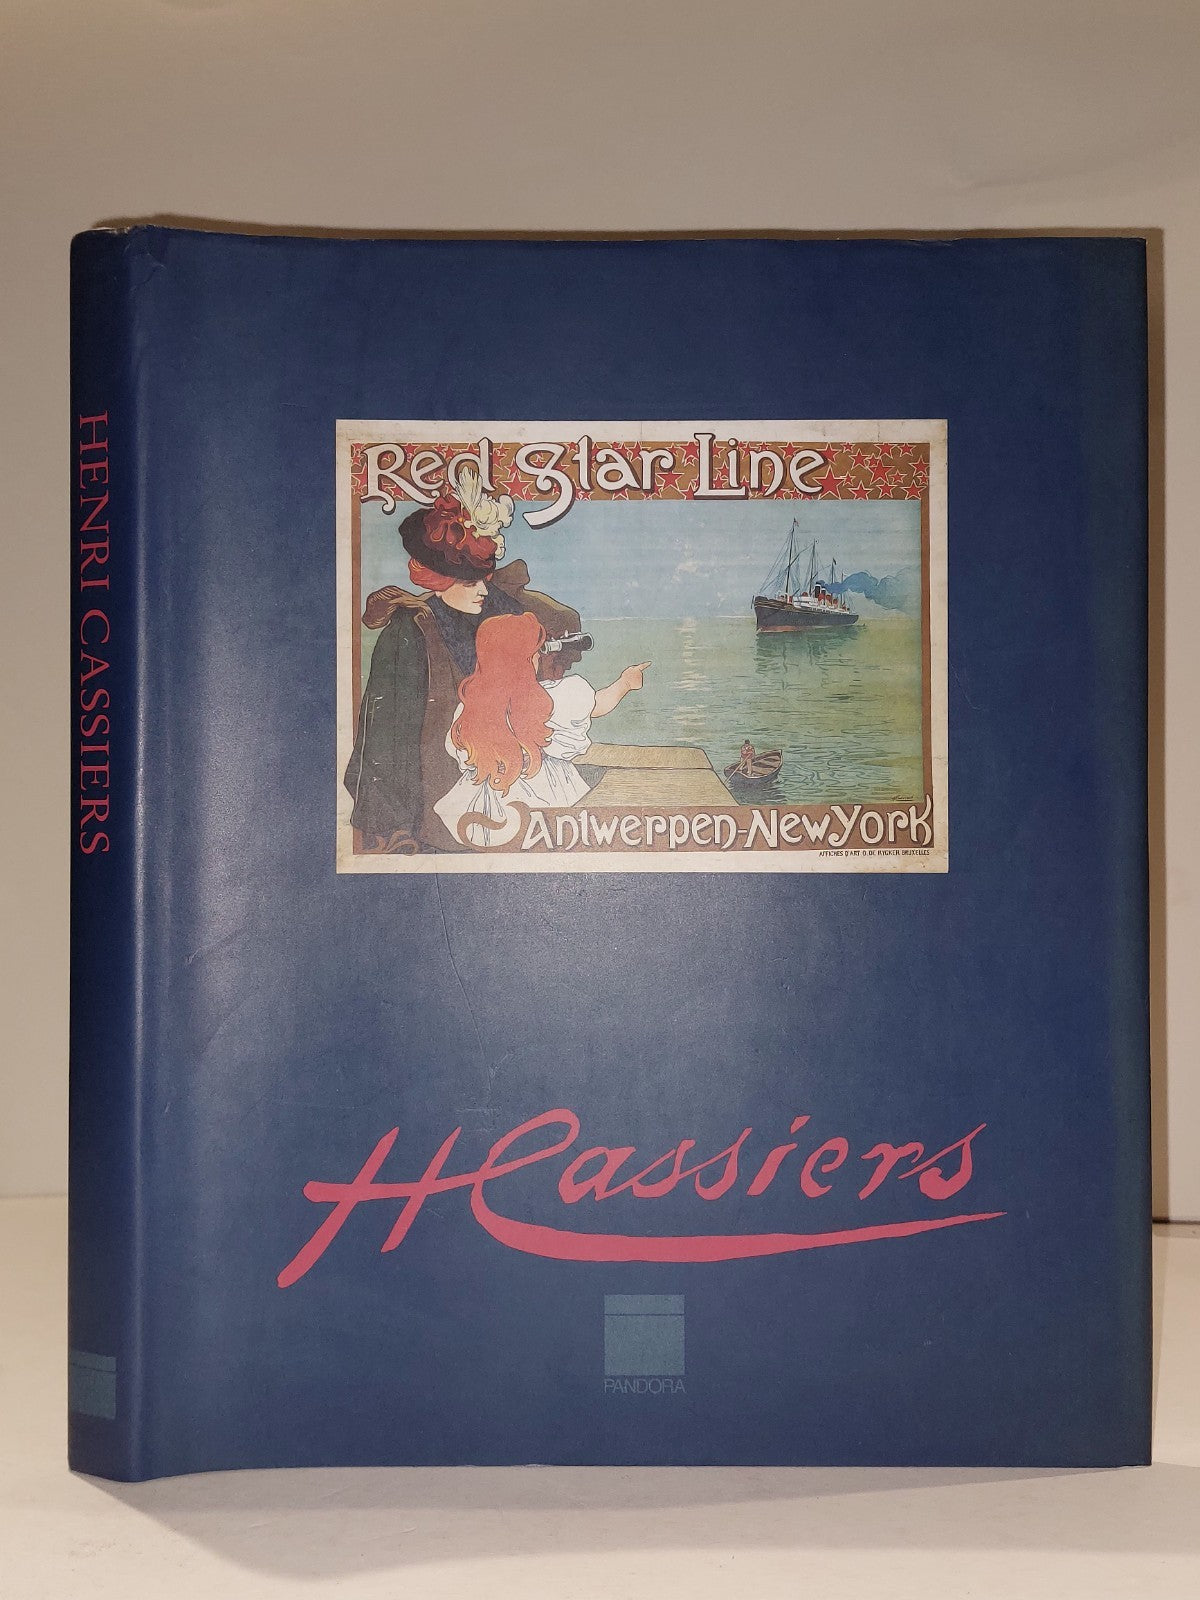 HENRI CASSIERS
Red Star Line
Antwerpen-New York
AFFICHES D'ART O. DE RYCKER BRUXELLES
HCassiers
PANDORA